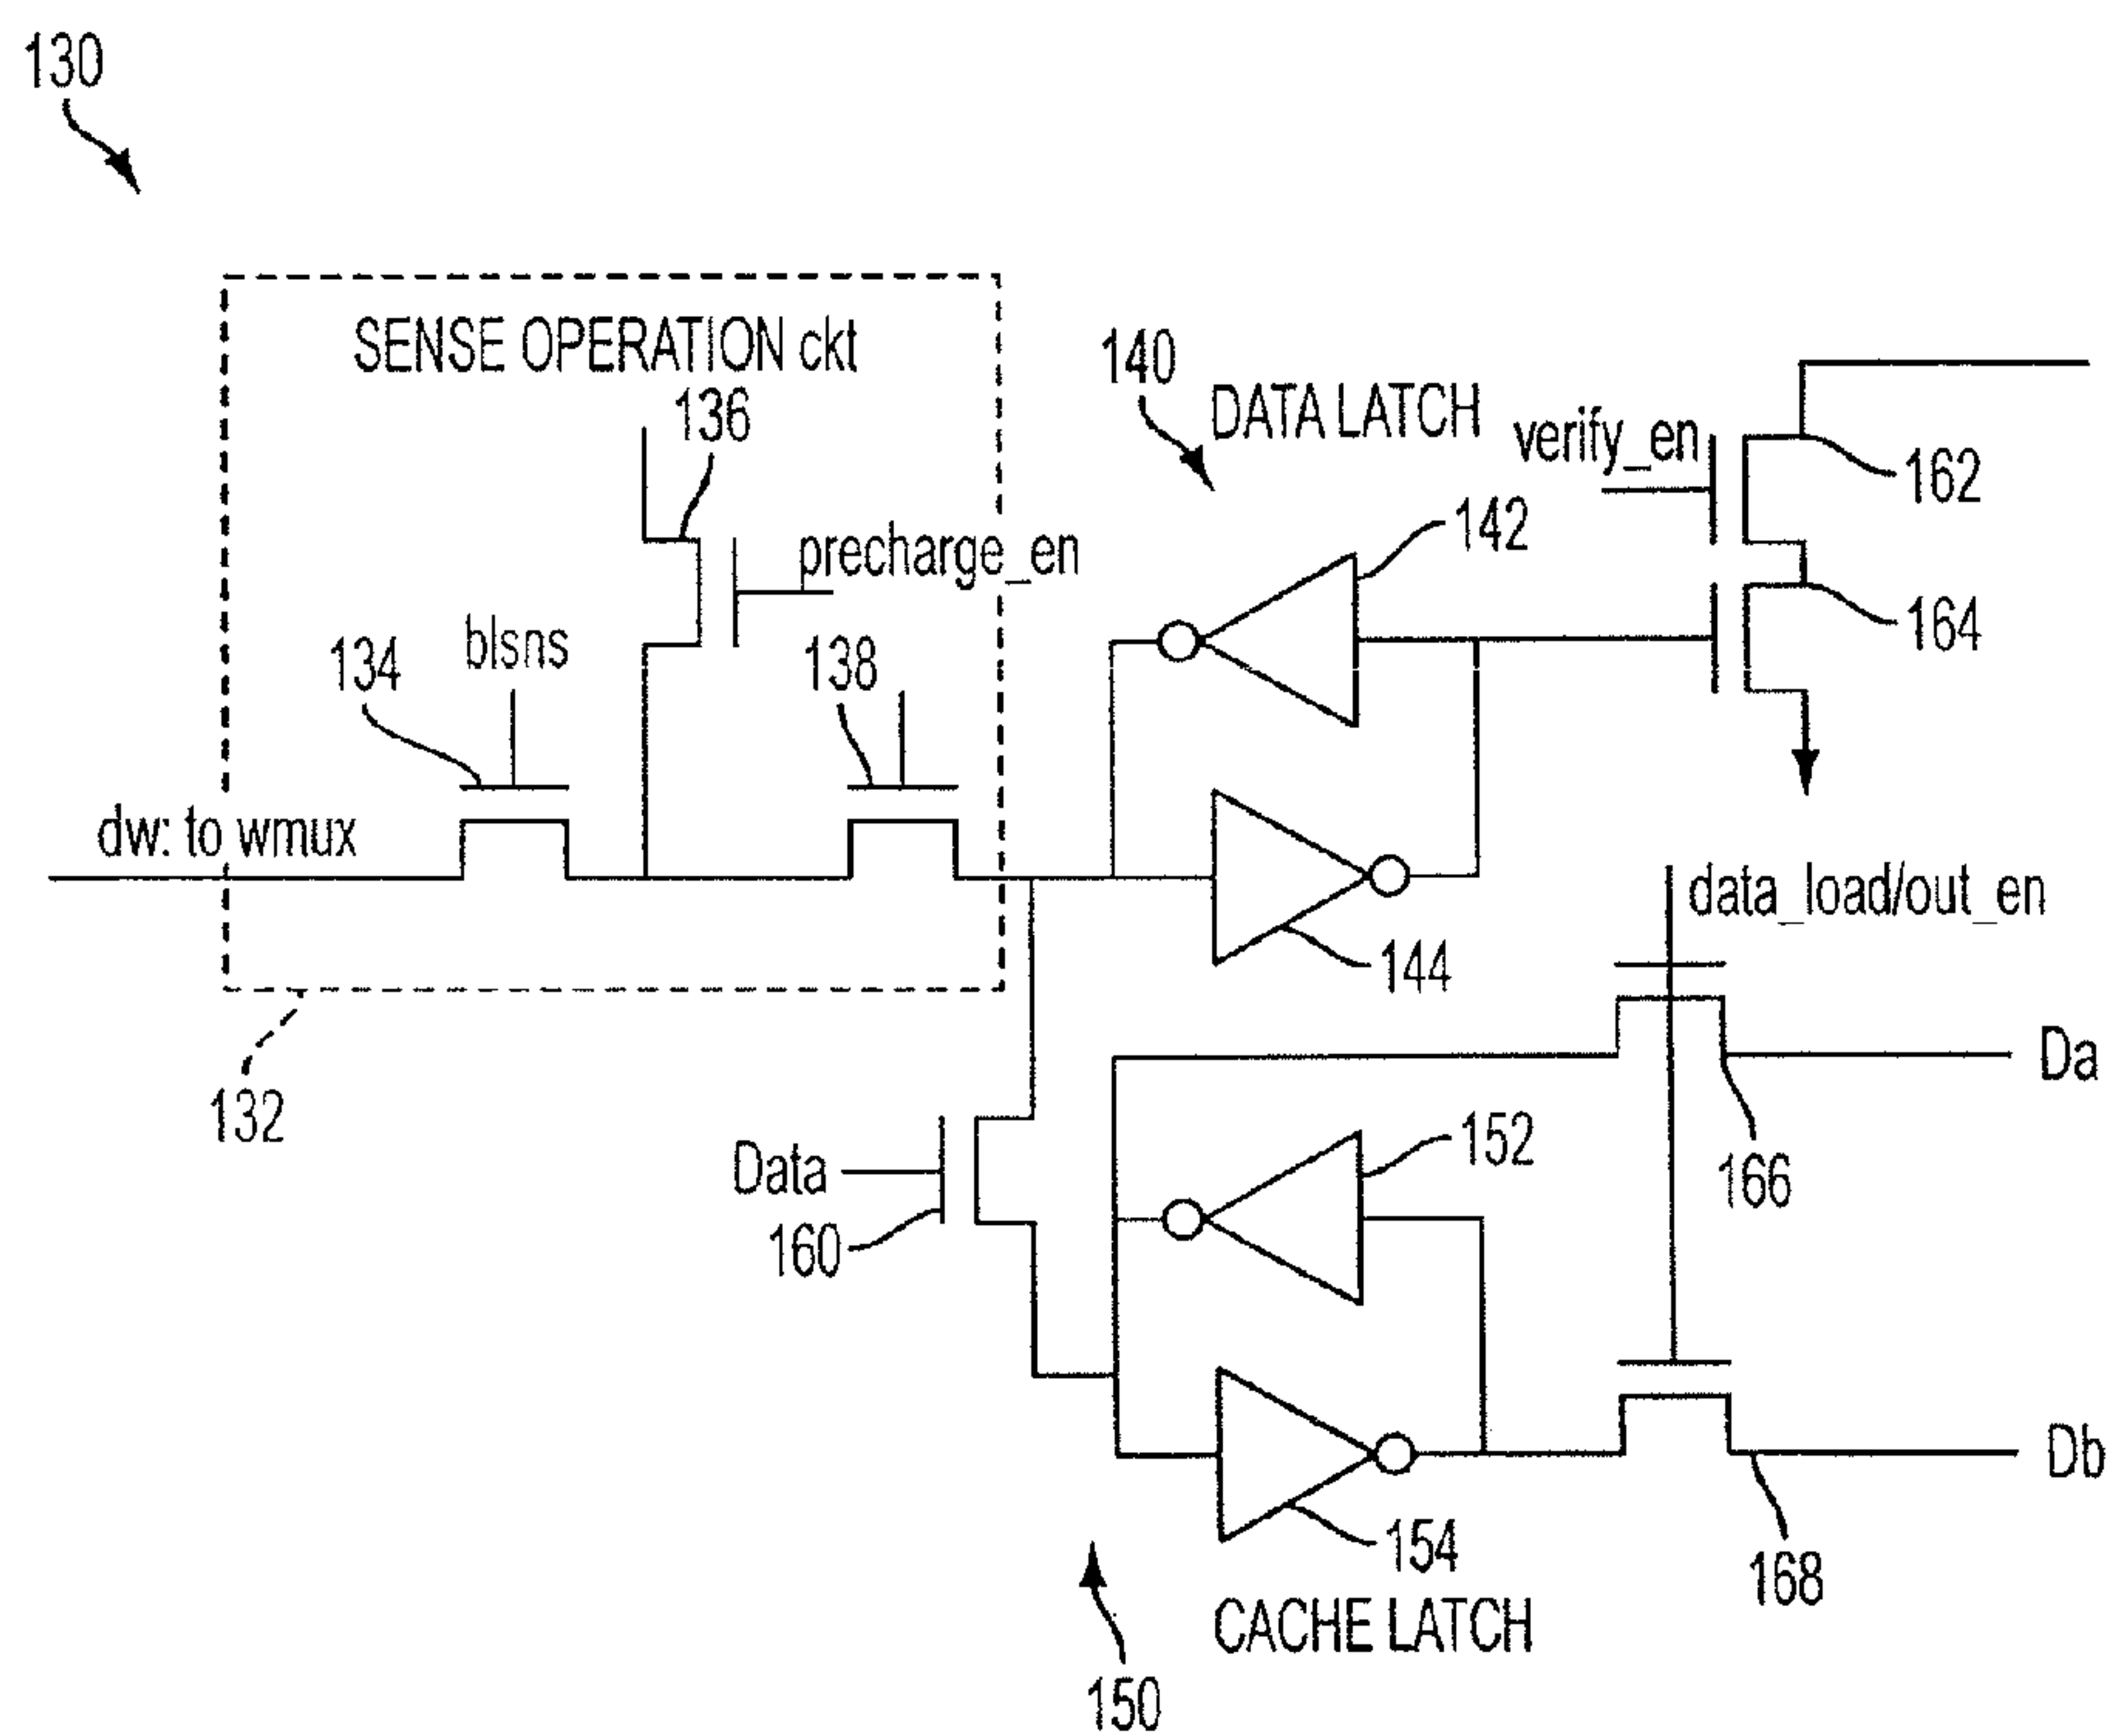 130
SENSE OPERATION ckt
136
precharge_en
blsns
134
138
dw: to wmux
132
140
DATA LATCH
verify_en
162
142
164
144
data_load/out_en
Da
166
Data
160
152
154
Db
168
CACHE LATCH
150